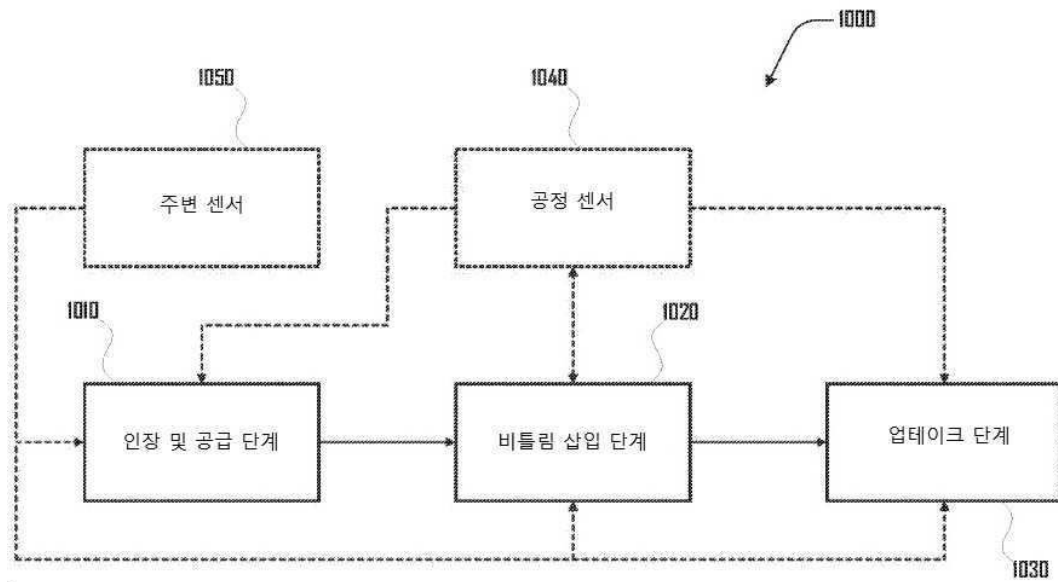 1000
1050
1040
주변 센서
공정 센서
1010
1020
인장 및 공급 단계
비틀림 삽입 단계
업테이크 단계
1030